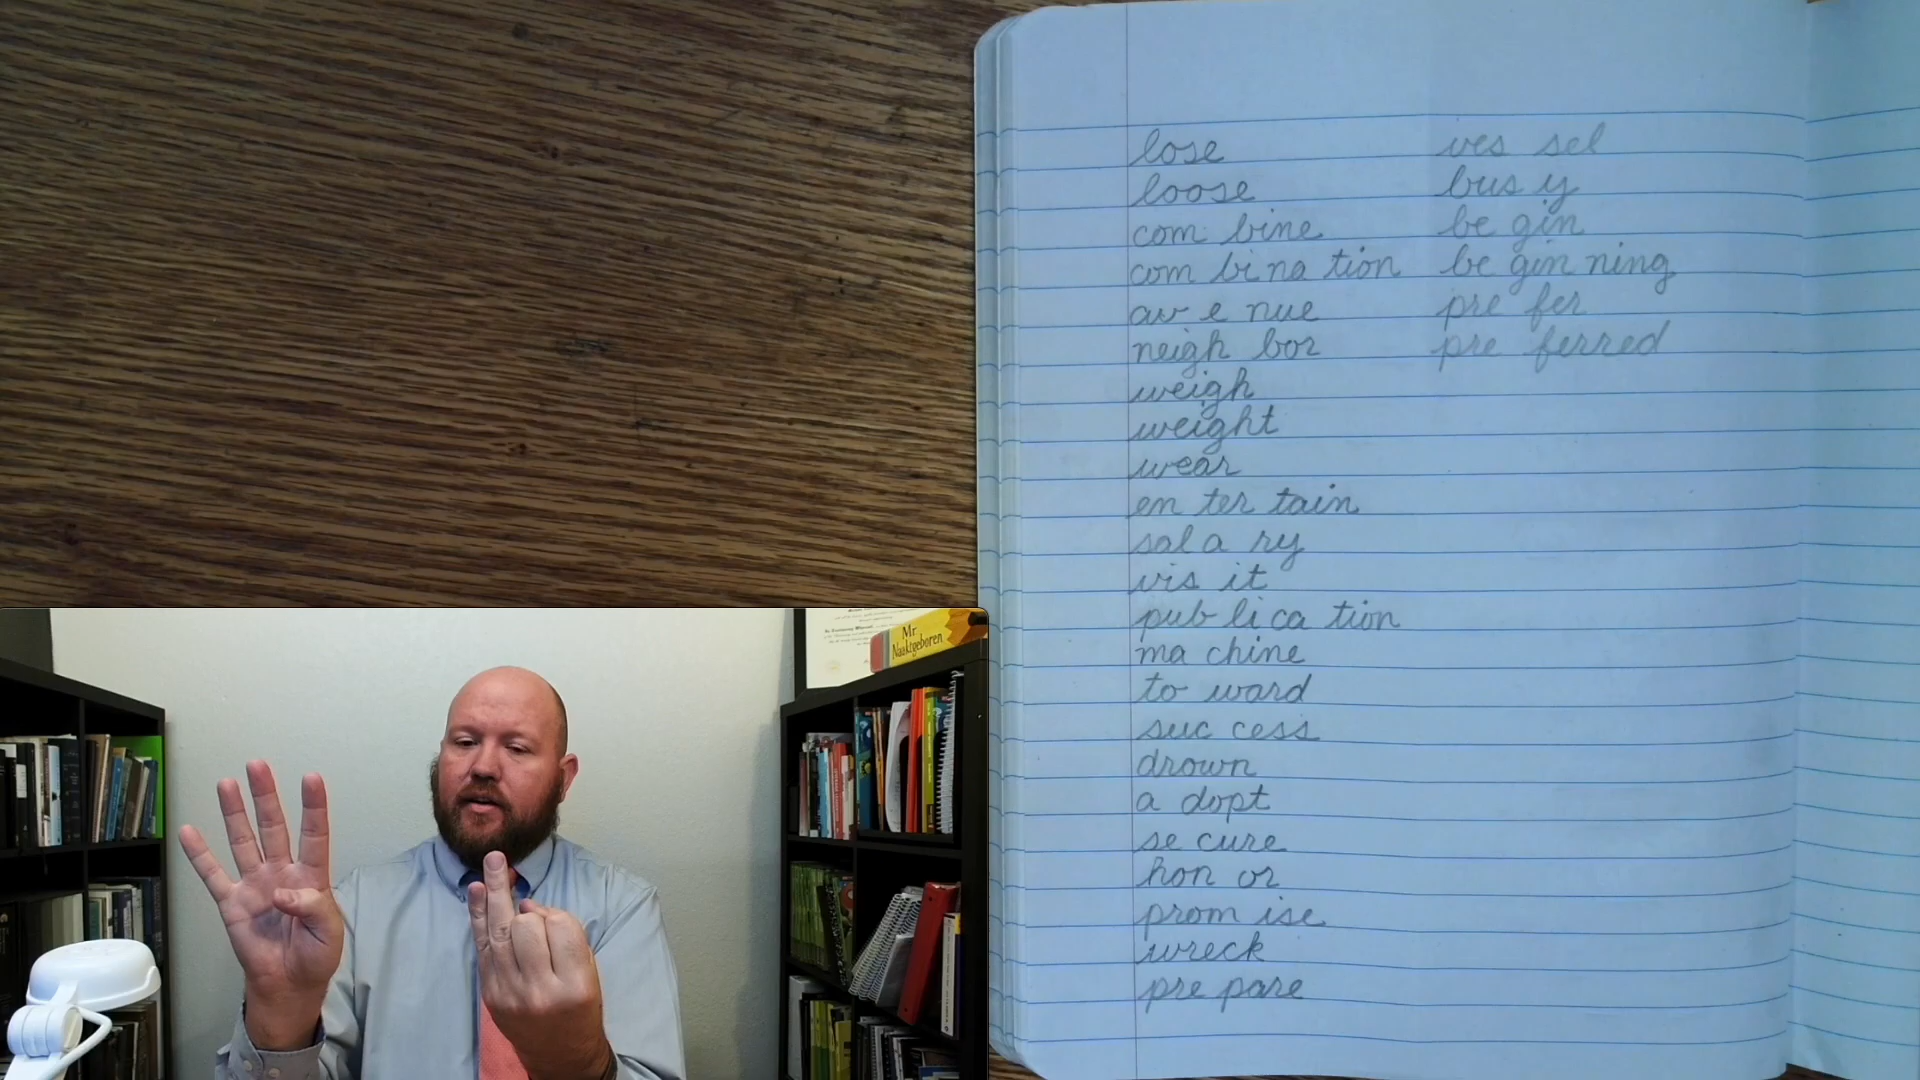 lose
loose
com bine
com bi na tion
av e nue
neigh bor
weigh
weight
wear
en ter tain
sal a ry
vis it
pub li ca tion
ma chine
to ward
suc cess
drown
a dopt
se cure
hon or
prom ise
wreck
pre pare
ves sel
bus y
be gin
be gin ning
pre fer
pre ferred
Mr.
Naaktgeboren